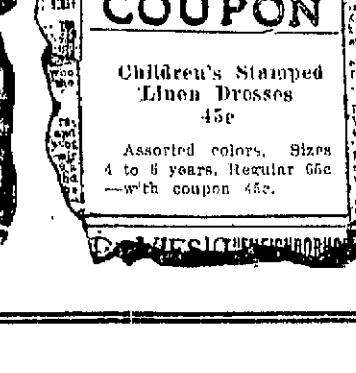 COUPON
Children's Stamped
Linen Dresses
45c
Assorted colors, Sizes
4 to 6 years, Regular 65c
—with coupon 45c.